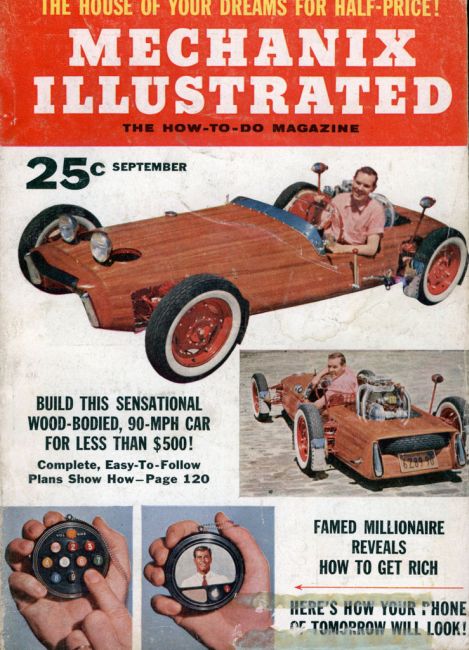 THE HOUSE OF YOUR DREAMS FOR HALF-PRICE!
MECHANIX
ILLUSTRATED
THE HOW-TO-DO MAGAZINE
25c SEPTEMBER
BUILD THIS SENSATIONAL
WOOD-BODIED, 90-MPH CAR
FOR LESS THAN $500!
Complete, Easy-To-Follow
Plans Show How—Page 120
FAMED MILLIONAIRE
REVEALS
HOW TO GET RICH
HERE'S HOW YOUR PHONE
OF TOMORROW WILL LOOK!